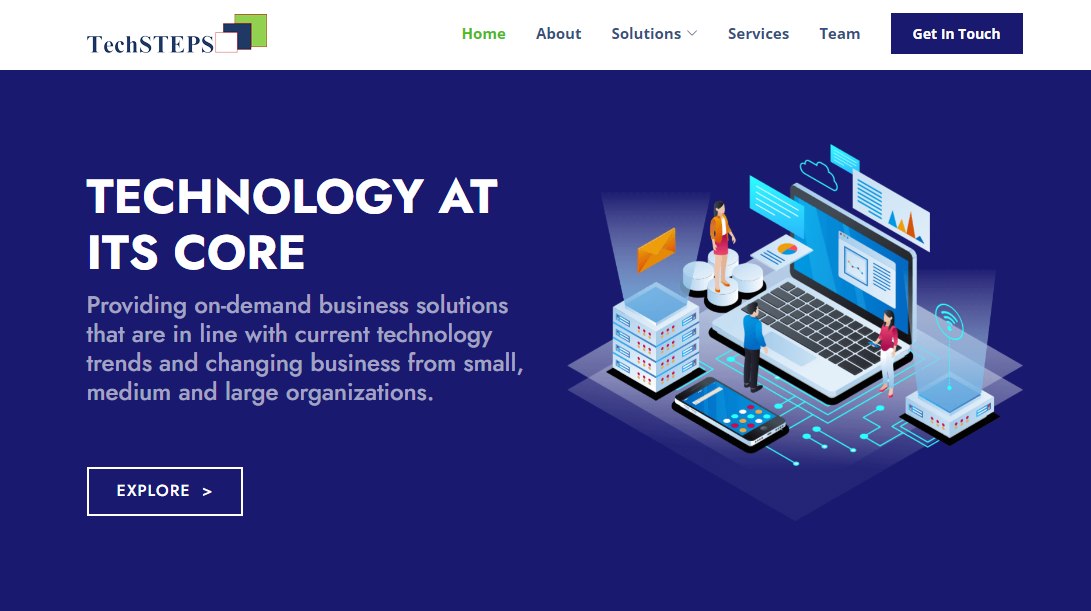 TechSTEPS
Home About Solutions Services Team Get In Touch
TECHNOLOGY AT
ITS CORE
Providing on-demand business solutions
that are in line with current technology
trends and changing business from small,
medium and large organizations.
EXPLORE >